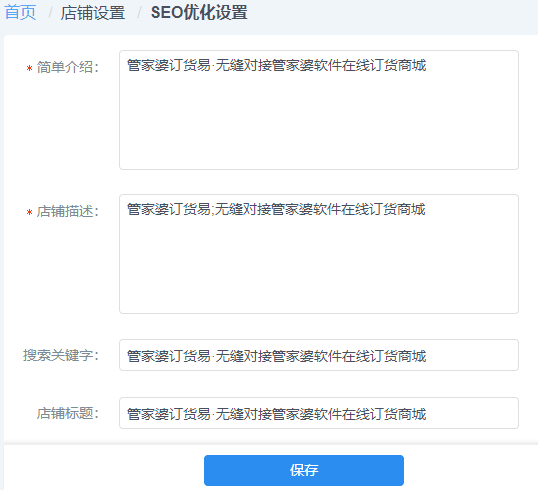 首页 / 店铺设置 / SEO优化设置
* 简单介绍： 管家婆订货易·无缝对接管家婆软件在线订货商城
* 店铺描述： 管家婆订货易;无缝对接管家婆软件在线订货商城
搜索关键字： 管家婆订货易·无缝对接管家婆软件在线订货商城
店铺标题： 管家婆订货易·无缝对接管家婆软件在线订货商城
保存